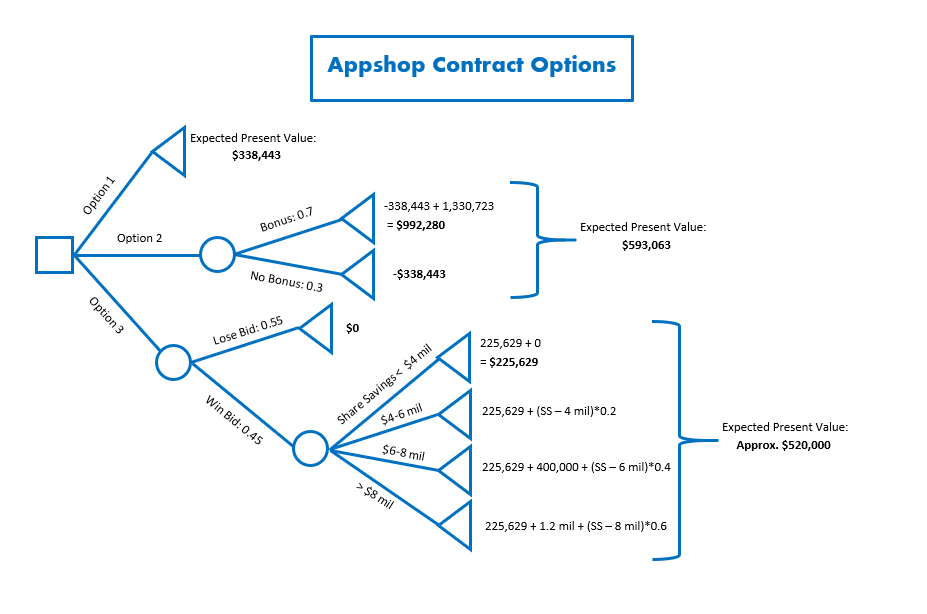 Appshop Contract Options
Expected Present Value:
$338,443
Option 1
Option 2
Option 3
Bonus: 0.7
-338,443 + 1,330,723
= $992,280
No Bonus: 0.3
-$338,443
Expected Present Value:
$593,063
Lose Bid: 0.55
$0
Win Bid: 0.45
Share Savings < $4 mil
225,629 + 0
= $225,629
$4-6 mil
225,629 + (SS – 4 mil)*0.2
$6-8 mil
225,629 + 400,000 + (SS – 6 mil)*0.4
> $8 mil
225,629 + 1.2 mil + (SS – 8 mil)*0.6
Expected Present Value:
Approx. $520,000